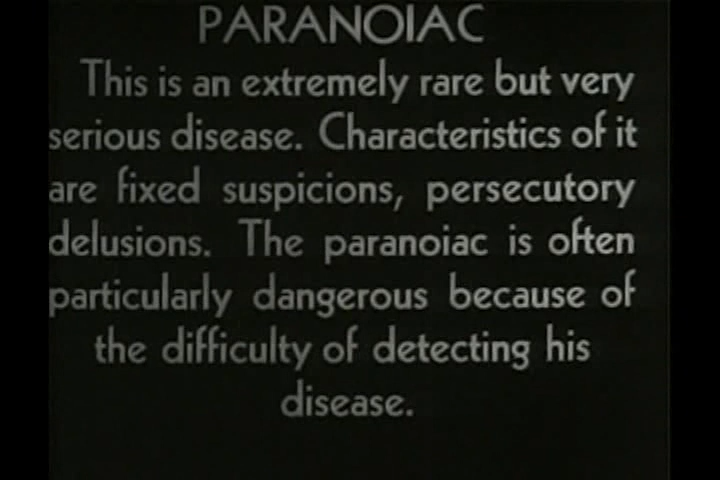 PARANOIAC
This is an extremely rare but very
serious disease. Characteristics of it
are fixed suspicions, persecutory
delusions. The paranoiac is often
particularly dangerous because of
the difficulty of detecting his
disease.